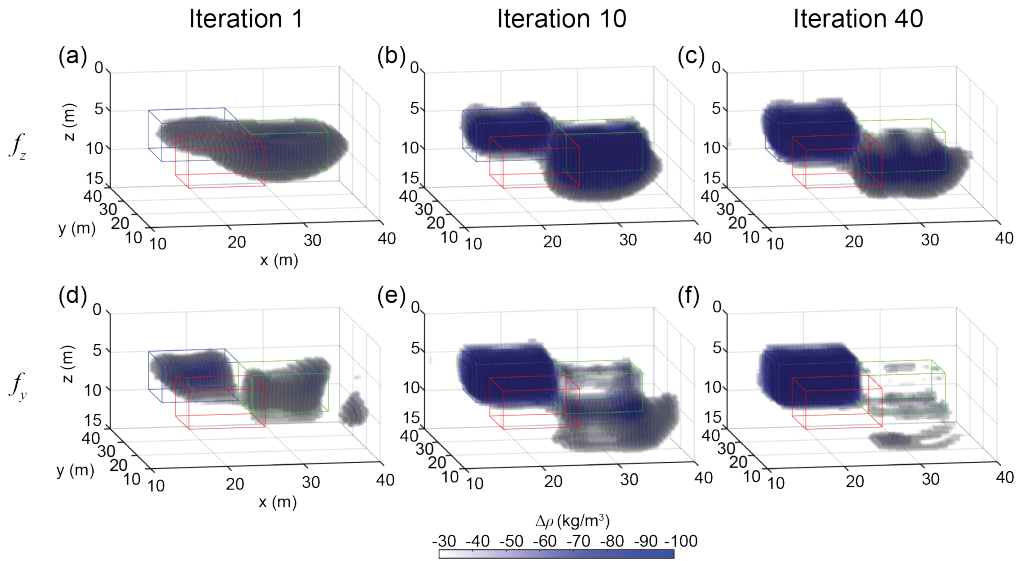 Iteration 1 Iteration 10 Iteration 40
(a) (b) (c)
f_z
0 5 10 15
z (m)
10 20 30 40
y (m)
10 20 30 40
x (m)
0 5 10 15
10 20 30 40
10 20 30 40
0 5 10 15
10 20 30 40
10 20 30 40
(d) (e) (f)
f_y
0 5 10 15
z (m)
40 30 20 10
y (m)
10 20 30 40
x (m)
0 5 10 15
40 30 20 10
10 20 30 40
0 5 10 15
40 30 20 10
10 20 30 40
Δρ (kg/m³)
-30 -40 -50 -60 -70 -80 -90 -100